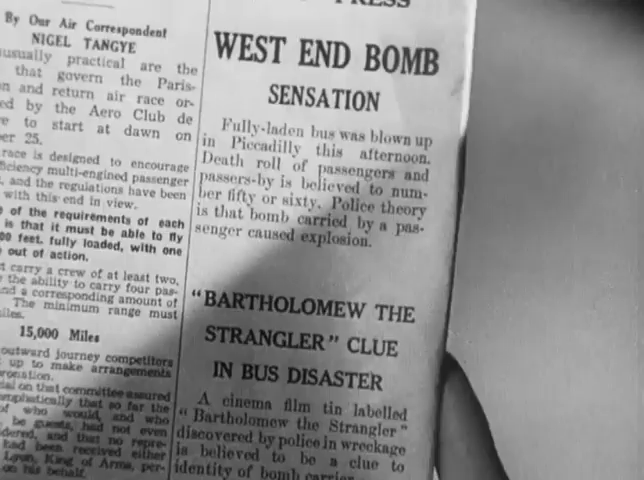 PRESS
By Our Air Correspondent
NIGEL TANGYE
usually practical are the
that govern the Paris-
n and return air race or-
ed by the Aero Club de
e to start at dawn on
er 25.
race is designed to encourage
ficiency multi-engined passenger
, and the regulations have been
with this end in view.
e of the requirements of each
is that it must be able to fly
00 feet, fully loaded, with one
out of action.
t carry a crew of at least two,
the ability to carry four pas-
nd a corresponding amount of
The minimum range must
iles.
15,000 Miles
outward journey competitors
up to make arrangements
ronation.
ial on that committee assured
mphatically that so far the
of who would, and who
be guests, had not even
dered, and that no repre-
had been received either
Lyon, King of Arms, per-
on his behalf.
WEST END BOMB
SENSATION
Fully-laden bus was blown up
in Piccadilly this afternoon.
Death roll of passengers and
passers-by is believed to num-
ber fifty or sixty. Police theory
is that bomb carried by a pas-
senger caused explosion.
"BARTHOLOMEW THE
STRANGLER" CLUE
IN BUS DISASTER
A cinema film tin labelled
"Bartholomew the Strangler"
discovered by police in wreckage
is believed to be a clue to
identity of bomb carrier